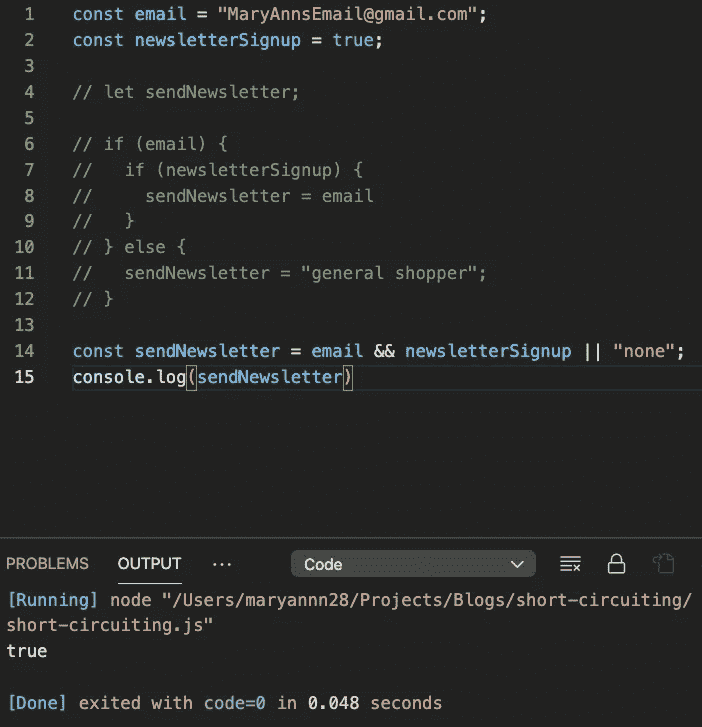 1 const email = "MaryAnnsEmail@gmail.com";
2 const newsletterSignup = true;
3
4 // let sendNewsletter;
5
6 // if (email) {
7 //   if (newsletterSignup) {
8 //     sendNewsletter = email
9 //   }
10 // } else {
11 //   sendNewsletter = "general shopper";
12 // }
13
14 const sendNewsletter = email && newsletterSignup || "none";
15 console.log(sendNewsletter)
PROBLEMS OUTPUT ··· Code
[Running] node "/Users/maryannn28/Projects/Blogs/short-circuiting/
short-circuiting.js"
true
[Done] exited with code=0 in 0.048 seconds